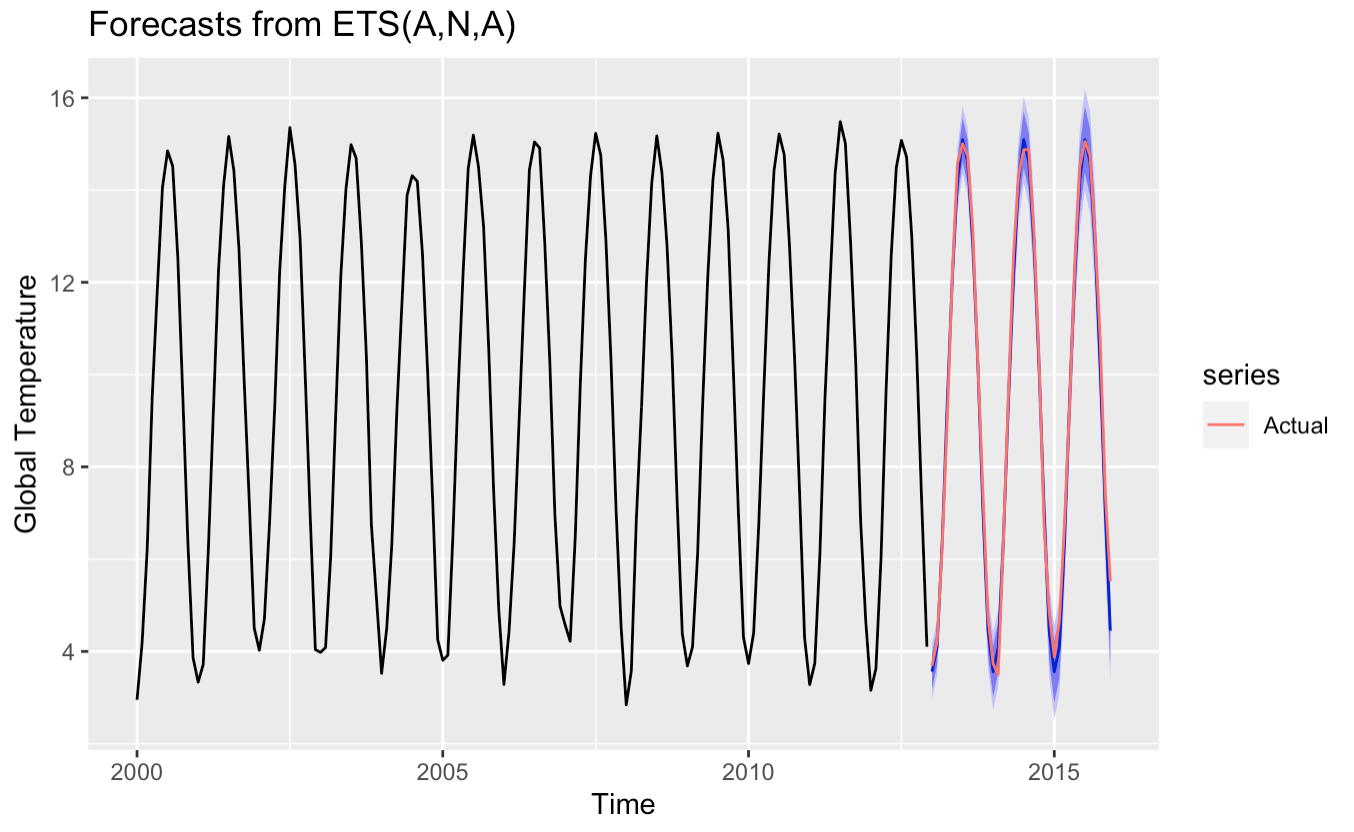 Forecasts from ETS(A,N,A)
16
12
8
4
Global Temperature
2000
2005
2010
2015
Time
series
Actual